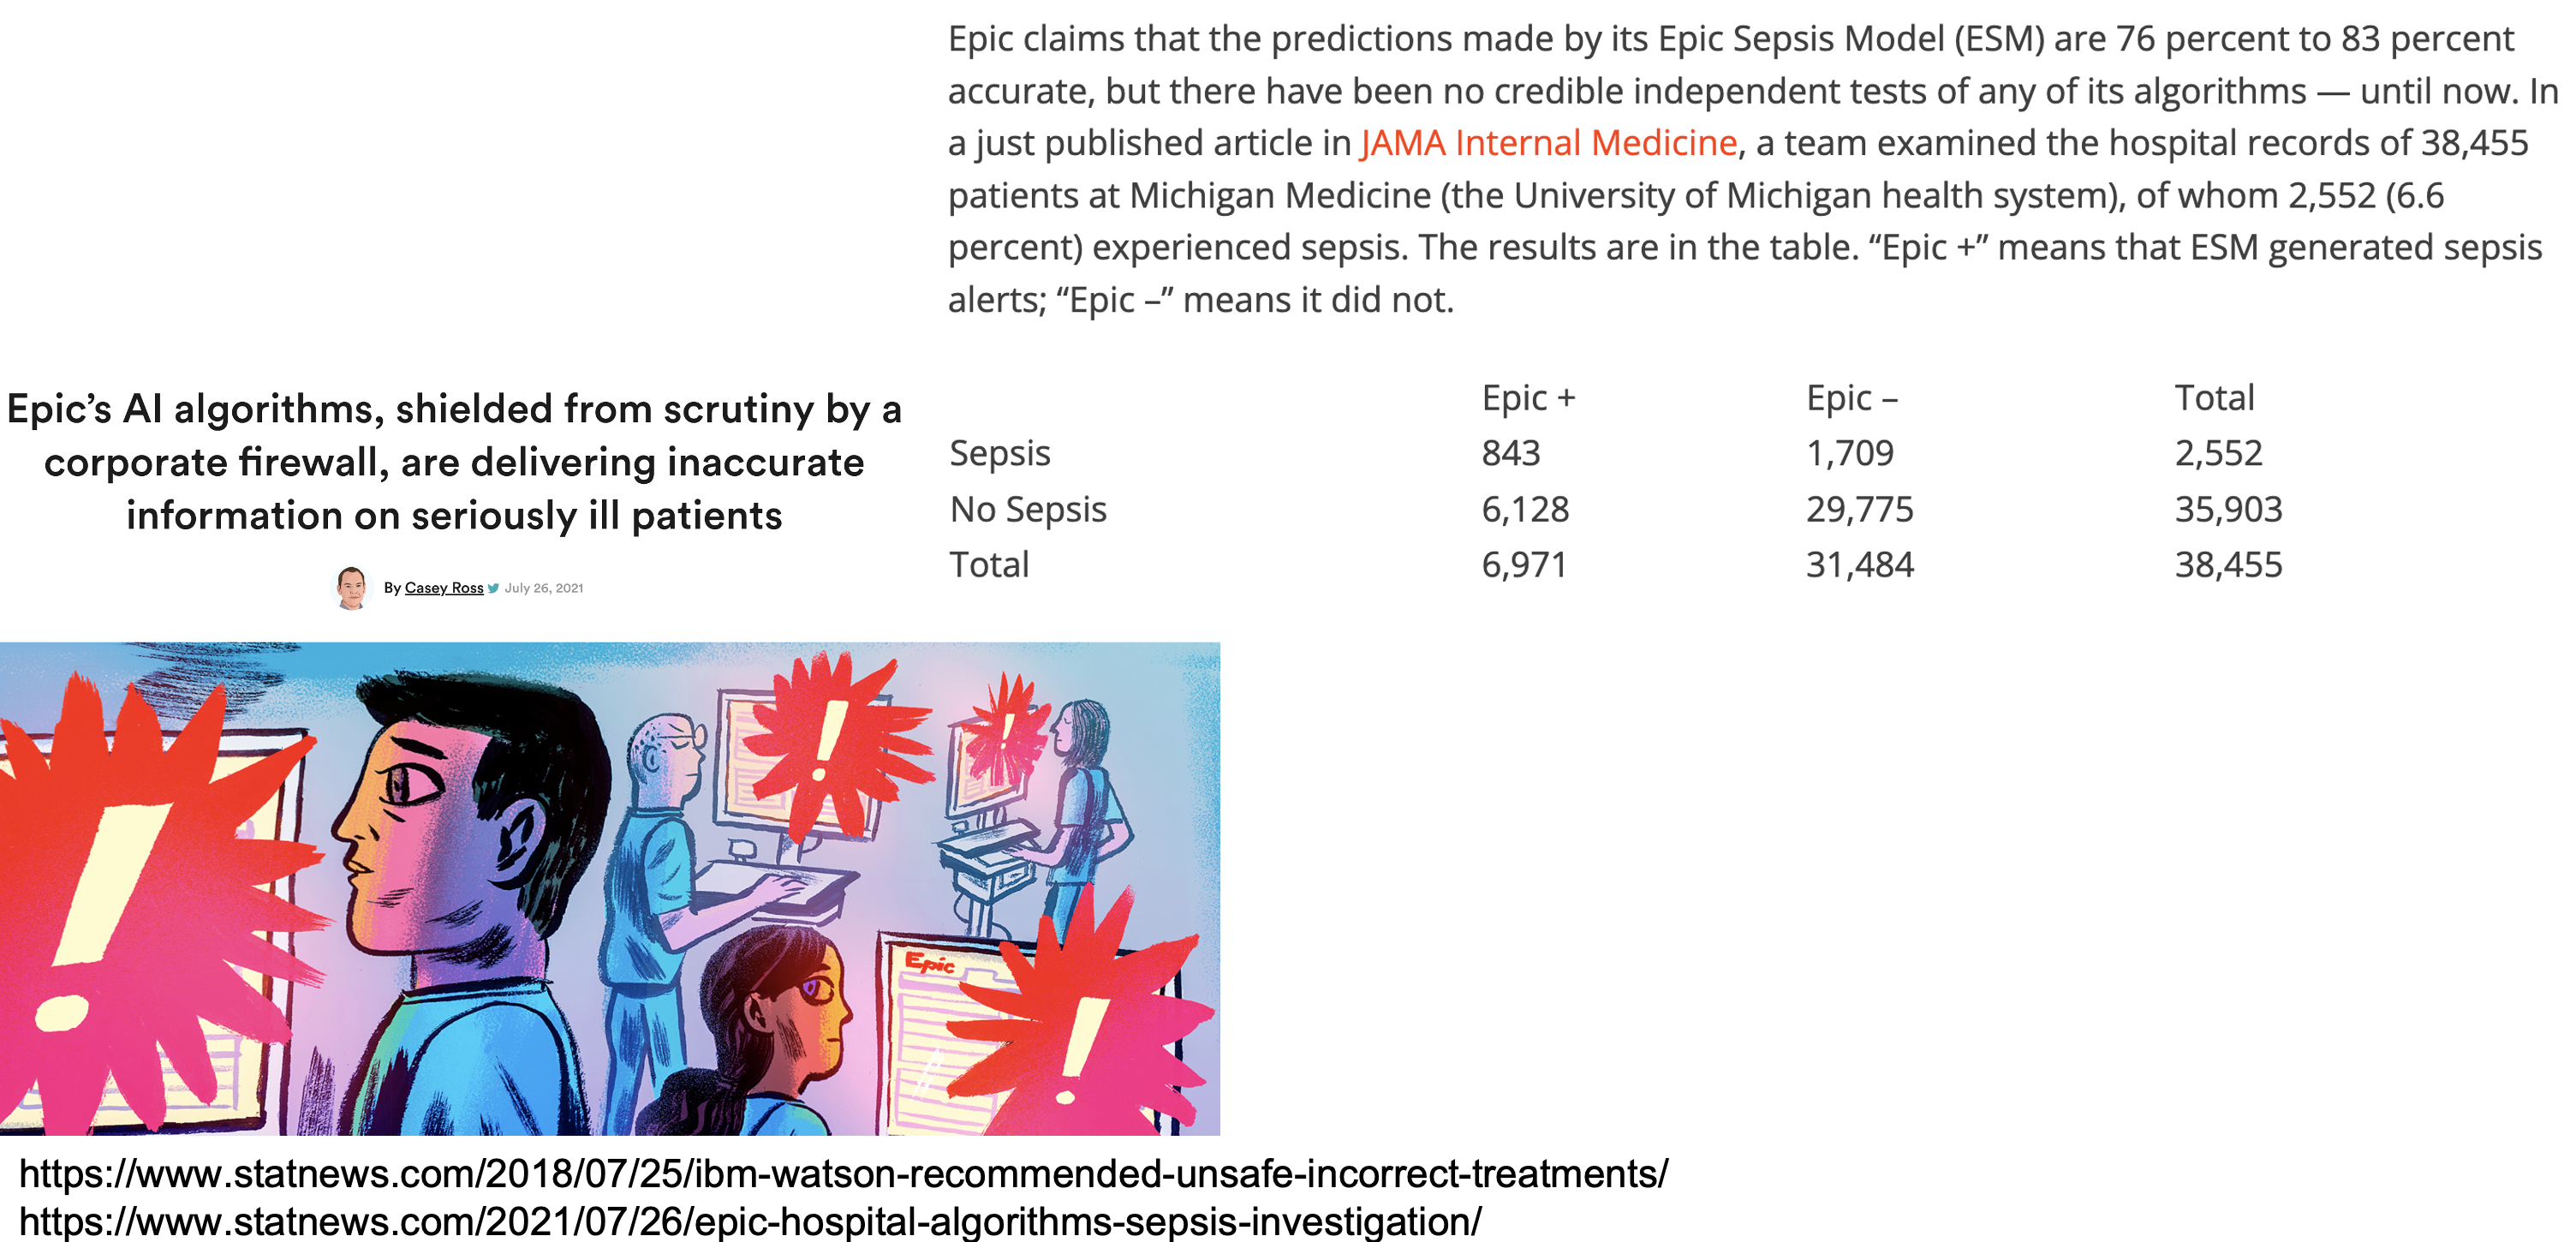 Epic claims that the predictions made by its Epic Sepsis Model (ESM) are 76 percent to 83 percent
accurate, but there have been no credible independent tests of any of its algorithms — until now. In
a just published article in JAMA Internal Medicine, a team examined the hospital records of 38,455
patients at Michigan Medicine (the University of Michigan health system), of whom 2,552 (6.6
percent) experienced sepsis. The results are in the table. “Epic +” means that ESM generated sepsis
alerts; “Epic –” means it did not.
Epic’s AI algorithms, shielded from scrutiny by a
corporate firewall, are delivering inaccurate
information on seriously ill patients
By Casey Ross July 26, 2021
Epic + Epic – Total
Sepsis 843 1,709 2,552
No Sepsis 6,128 29,775 35,903
Total 6,971 31,484 38,455
Epic
https://www.statnews.com/2018/07/25/ibm-watson-recommended-unsafe-incorrect-treatments/
https://www.statnews.com/2021/07/26/epic-hospital-algorithms-sepsis-investigation/